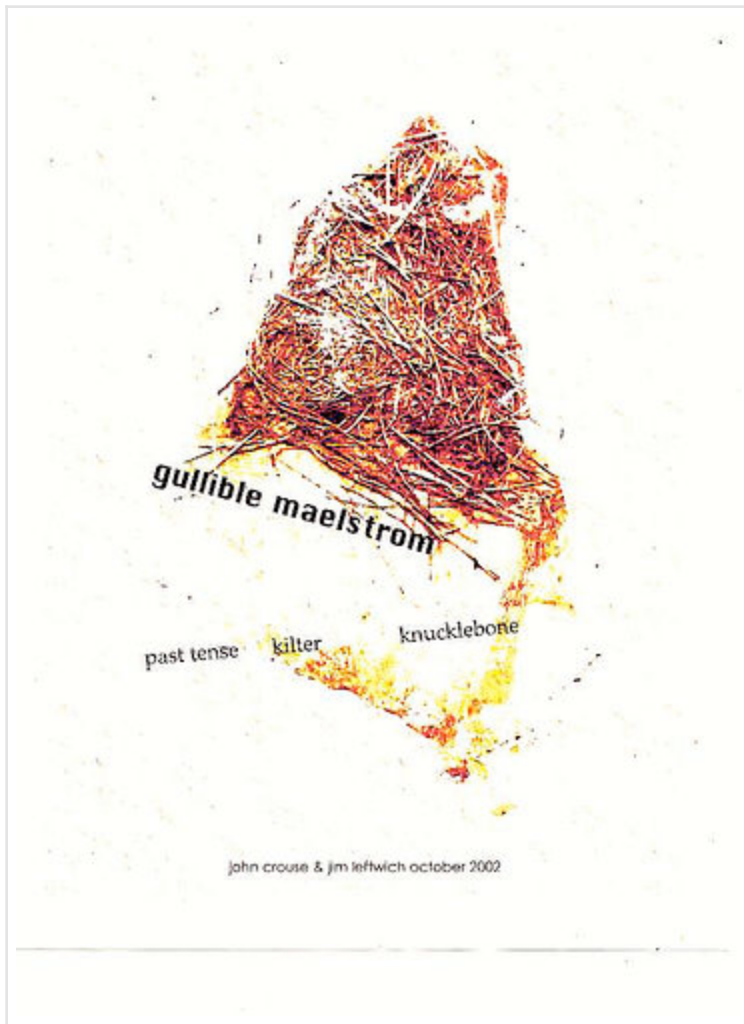 gullible maelstrom
past tense kilter knucklebone
john crouse & jim leftwich october 2002